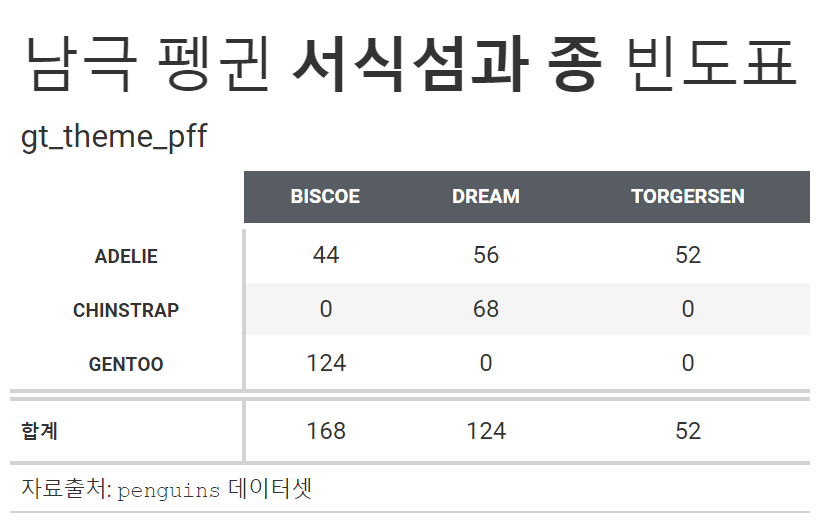 남극 펭귄 서식섬과 종 빈도표
gt_theme_pff
BISCOE DREAM TORGERSEN
ADELIE 44 56 52
CHINSTRAP 0 68 0
GENTOO 124 0 0
합계 168 124 52
자료출처: penguins 데이터셋